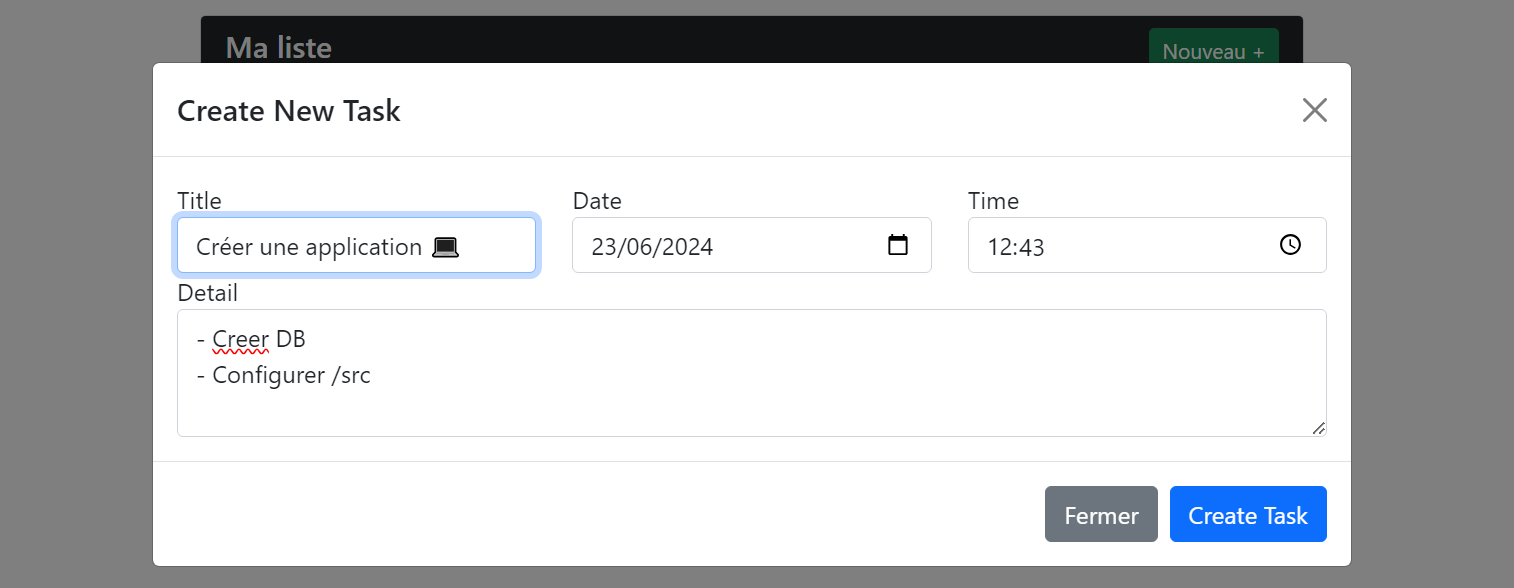 Ma liste
Nouveau +
Create New Task
Title
Date
Time
Créer une application 💻
23/06/2024
12:43
Detail
- Creer DB
- Configurer /src
Fermer
Create Task